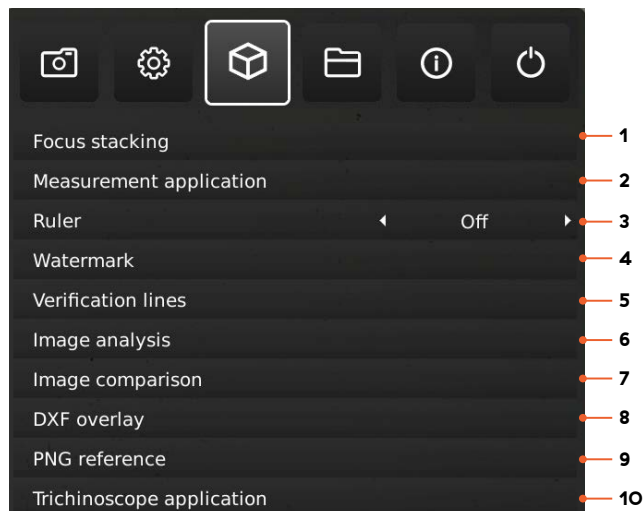 Focus stacking 1
Measurement application 2
Ruler Off 3
Watermark 4
Verification lines 5
Image analysis 6
Image comparison 7
DXF overlay 8
PNG reference 9
Trichinoscope application 10